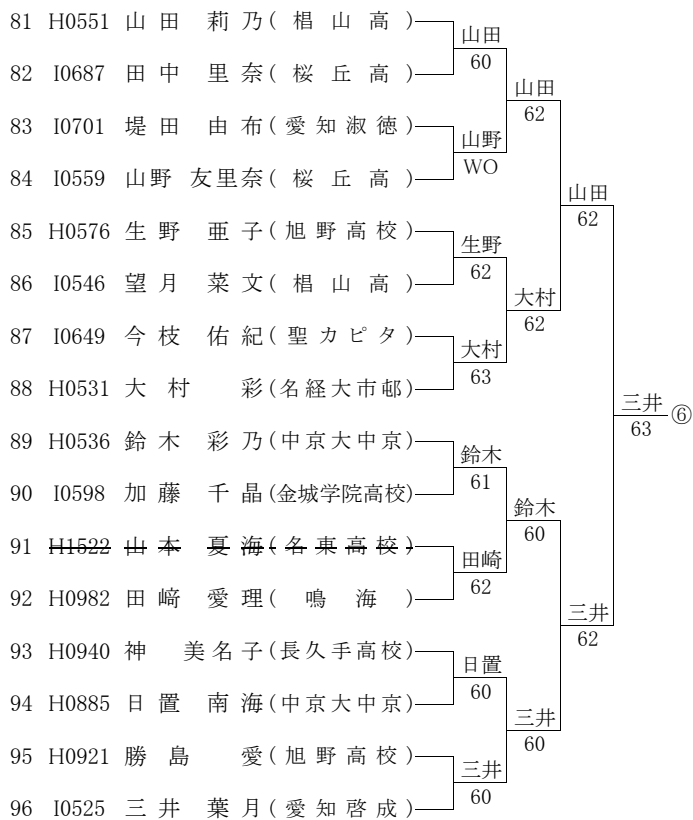 81 H0551 山田 莉乃(椙山高)
山田
60
82 I0687 田中 里奈(桜丘高)
山田
62
83 I0701 堤田 由布(愛知淑徳)
山野
WO
84 I0559 山野 友里奈(桜丘高)
山田
62
85 H0576 生野 亜子(旭野高校)
生野
62
86 I0546 望月 菜文(椙山高)
大村
62
87 I0649 今枝 佑紀(聖カピタ)
大村
63
88 H0531 大村 彩(名経大市邨)
三井
63
⑥
89 H0536 鈴木 彩乃(中京大中京)
鈴木
61
90 I0598 加藤 千晶(金城学院高校)
鈴木
60
91 H1522 山本 夏海(名東高校)
田崎
62
92 H0982 田﨑 愛理(鳴海)
三井
62
93 H0940 神 美名子(長久手高校)
日置
60
94 H0885 日置 南海(中京大中京)
三井
60
95 H0921 勝島 愛(旭野高校)
三井
60
96 I0525 三井 葉月(愛知啓成)